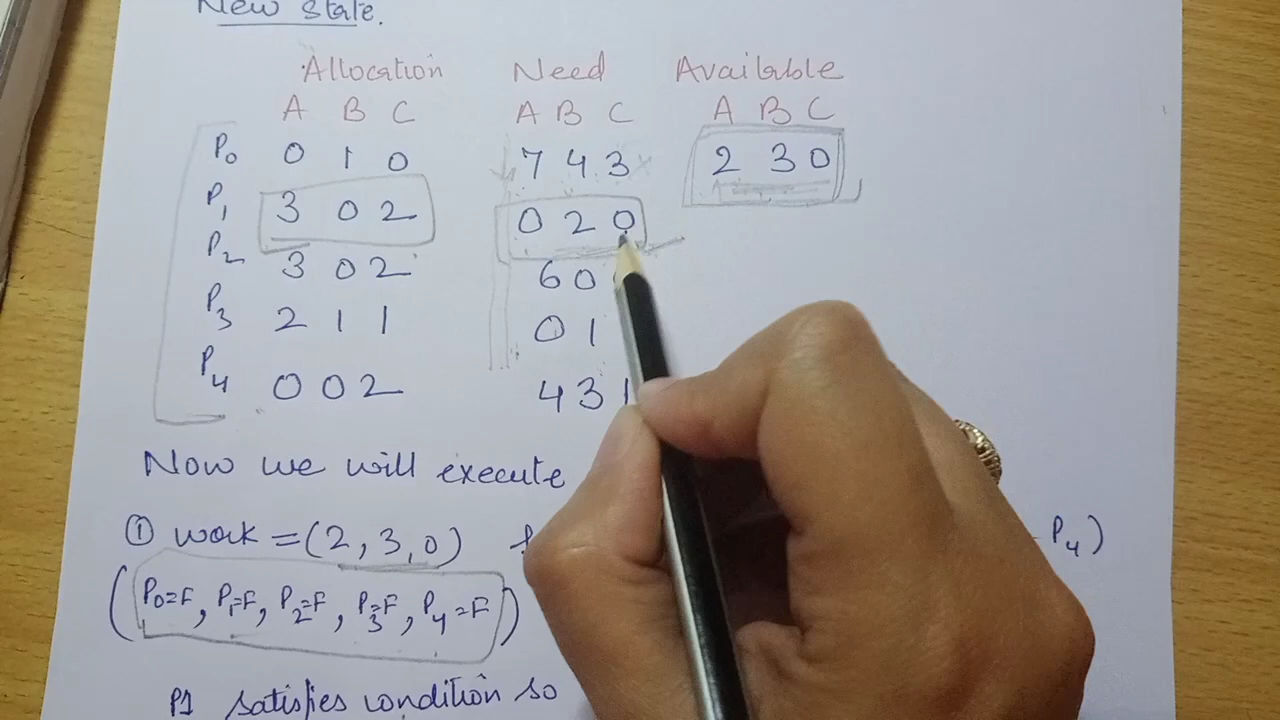 New state.
Allocation Need Available
A B C A B C A B C
P0 0 1 0 7 4 3 2 3 0
P1 3 0 2 0 2 0
P2 3 0 2 6 0
P3 2 1 1 0 1
P4 0 0 2 4 3 1
Now we will execute
① work = (2, 3, 0) P4)
(P0=F, P1=F, P2=F, P3=F, P4=F)
P1 satisfies condition so